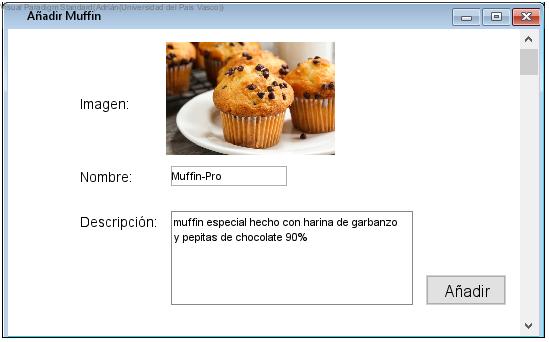 Visual Paradigm Standard(Adrián(Universidad del País Vasco))
Añadir Muffin
Imagen:
Nombre:
Muffin-Pro
Descripción:
muffin especial hecho con harina de garbanzo
y pepitas de chocolate 90%
Añadir